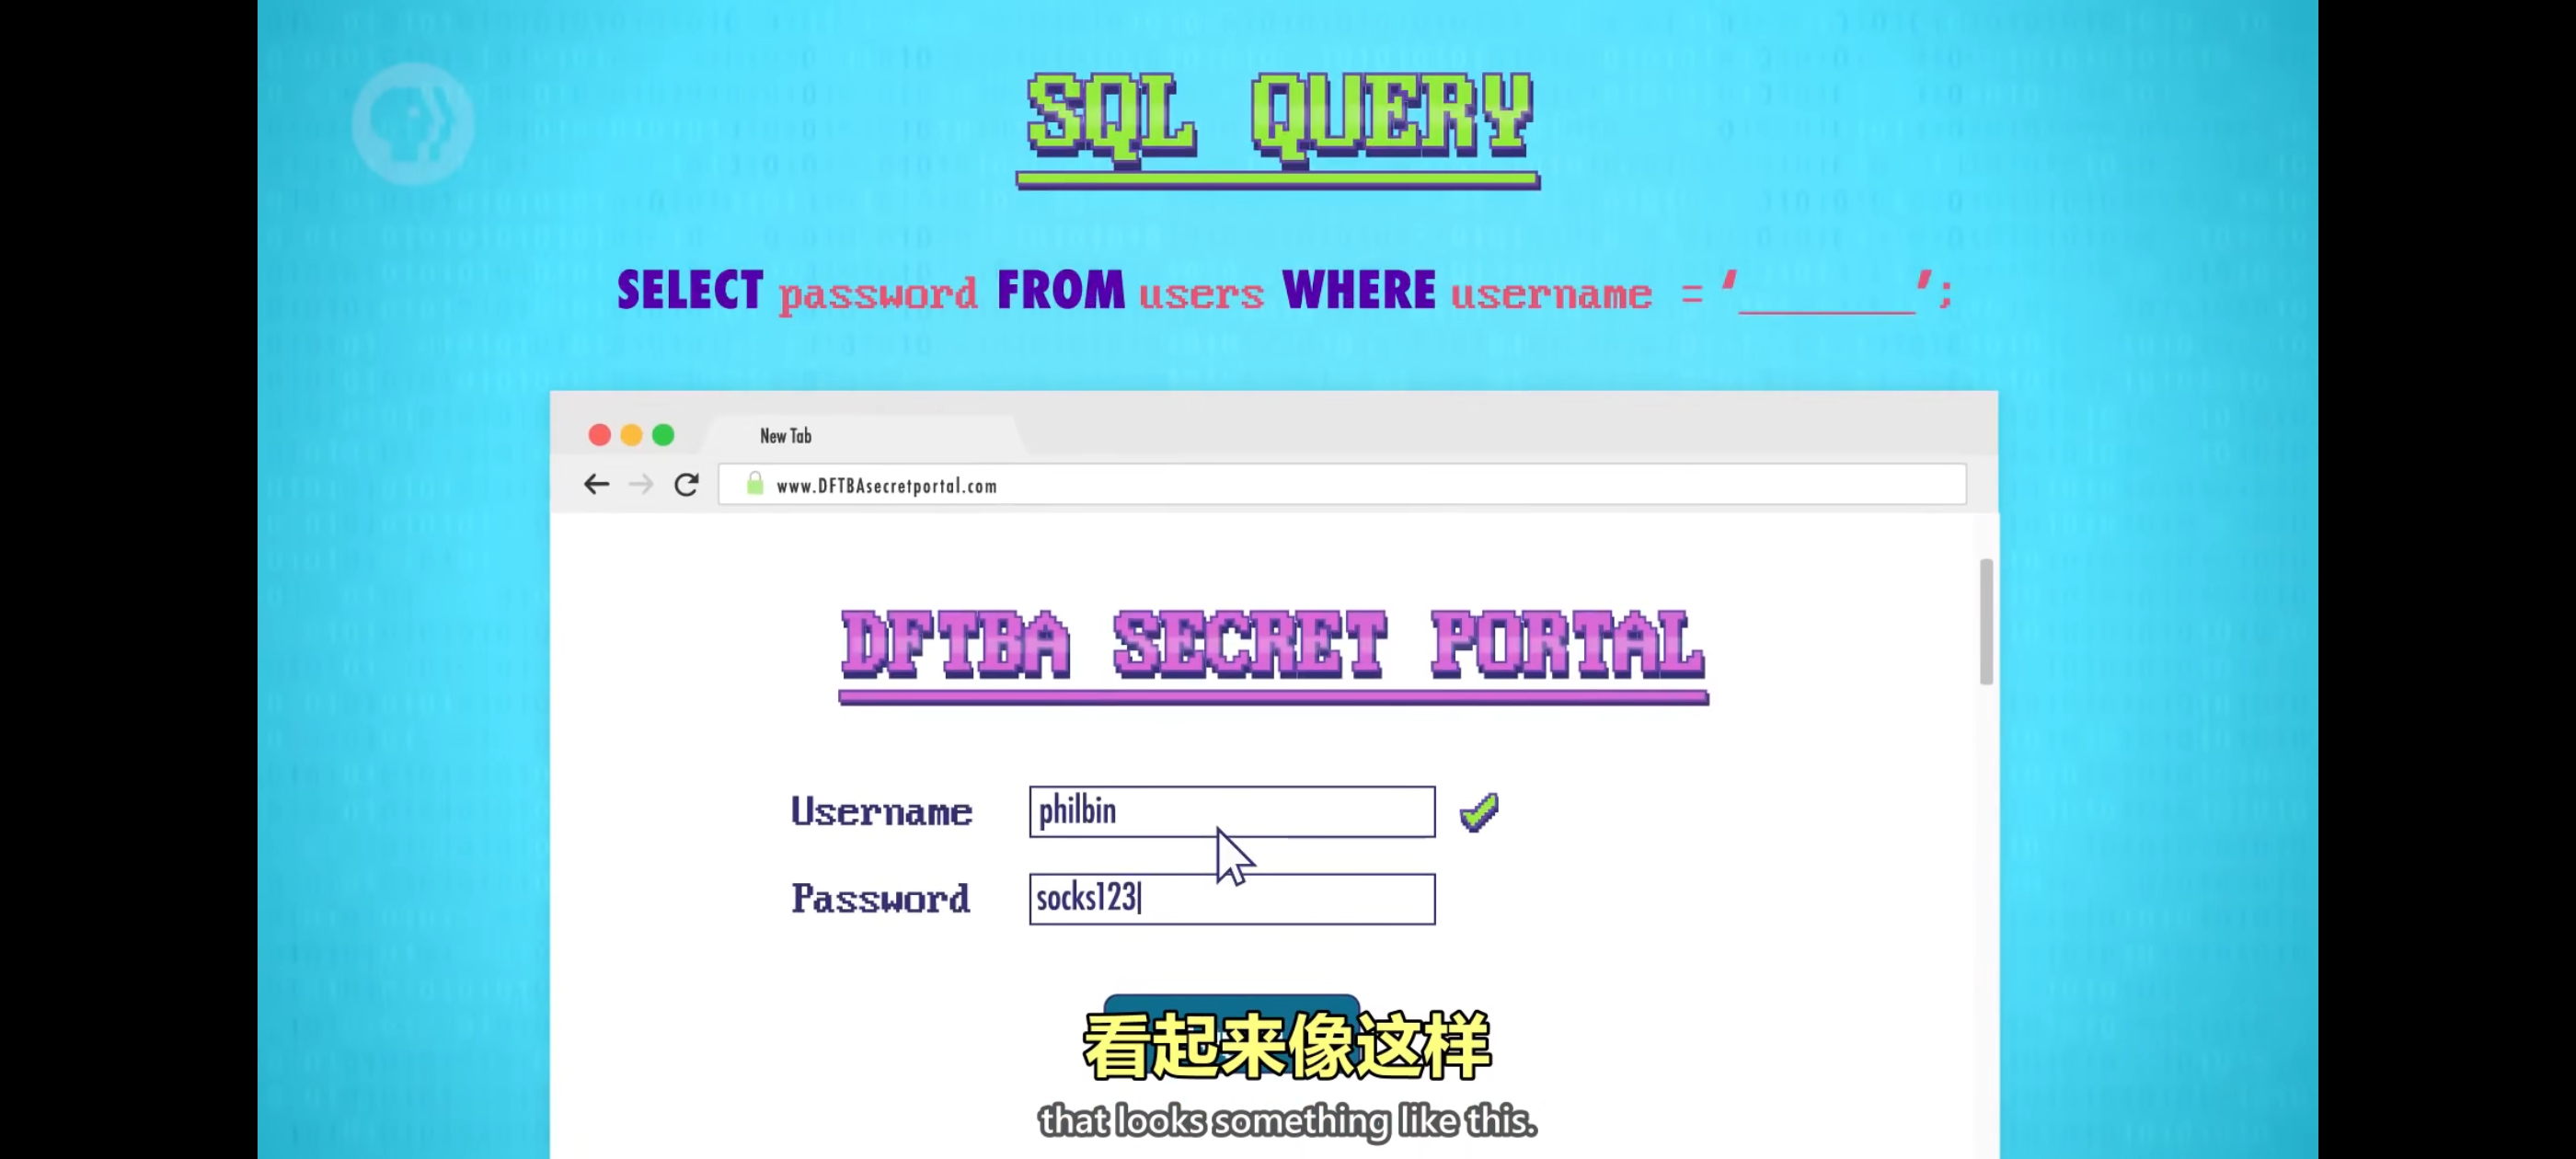 SQL QUERY
SELECT password FROM users WHERE username = '_______';
New Tab
www.DFTBAsecretportal.com
DFTBA SECRET PORTAL
Username philbin
Password socks123
看起来像这样
that looks something like this.